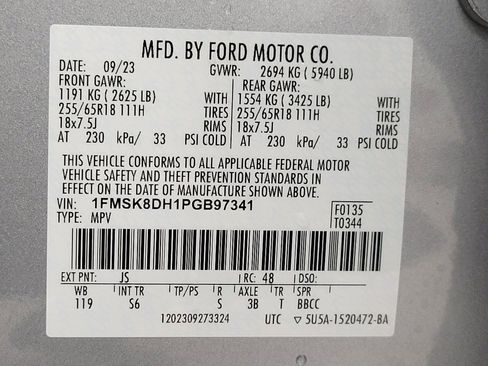 MFD. BY FORD MOTOR CO.
DATE: 09/23 GVWR: 2694 KG ( 5940 LB)
FRONT GAWR: REAR GAWR:
1191 KG ( 2625 LB) WITH 1554 KG ( 3425 LB) WITH
255/65R18 111H TIRES 255/65R18 111H TIRES
18x7.5J RIMS 18x7.5J RIMS
AT 230 kPa/ 33 PSI COLD AT 230 kPa/ 33 PSI COLD
THIS VEHICLE CONFORMS TO ALL APPLICABLE FEDERAL MOTOR
VEHICLE SAFETY AND THEFT PREVENTION STANDARDS IN
EFFECT ON THE DATE OF MANUFACTURE SHOWN ABOVE.
VIN: 1FMSK8DH1PGB97341 F0135
TYPE: MPV T0344
EXT PNT: JS RC: 48 DSO:
WB INT TR TP/PS R AXLE TR SPR
119 S6 S 3B T BBCC
1202309273324 UTC ▽ 5U5A-1520472-BA